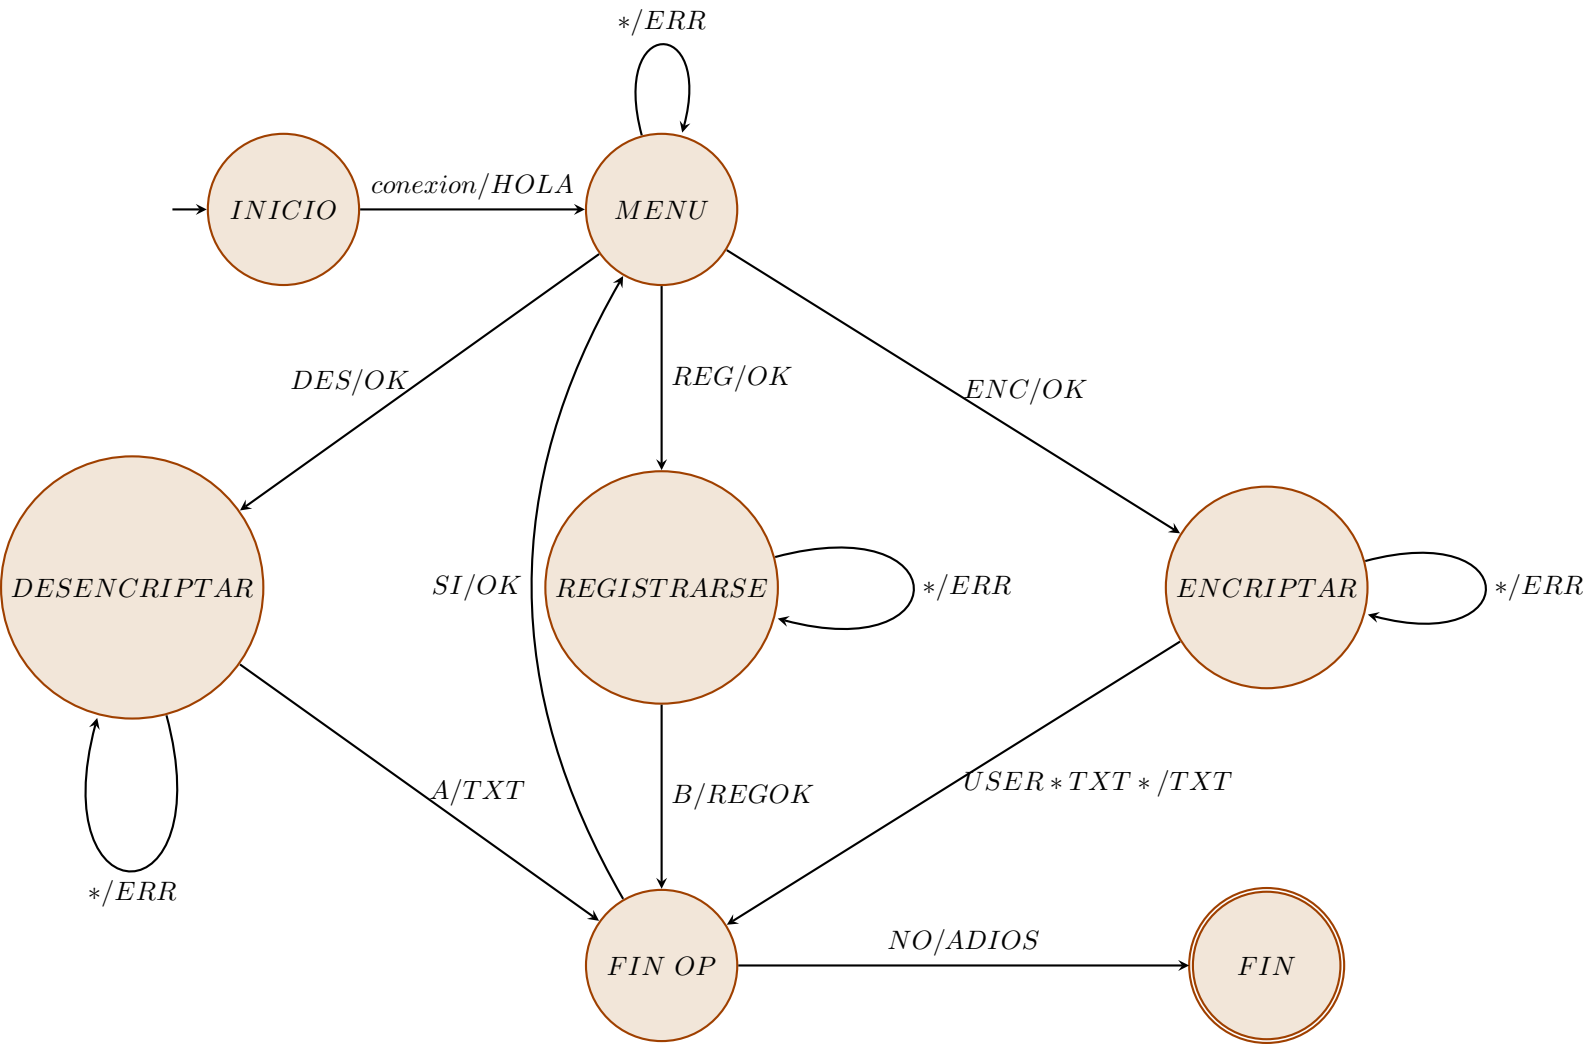 */ERR
conexion/HOLA
INICIO
MENU
DES/OK
REG/OK
ENC/OK
DESENCRIPTAR
SI/OK
REGISTRARSE
*/ERR
ENCRIPTAR
*/ERR
A/TXT
B/REGOK
USER*TXT*/TXT
*/ERR
NO/ADIOS
FIN OP
FIN